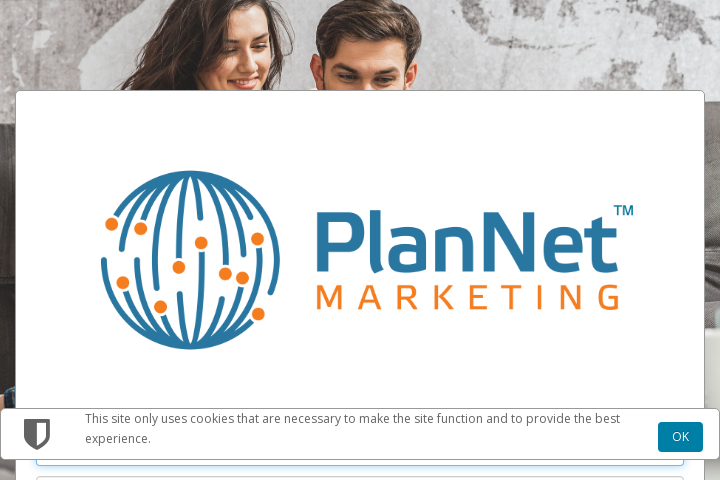 PlanNet™
MARKETING
This site only uses cookies that are necessary to make the site function and to provide the best
experience.
OK